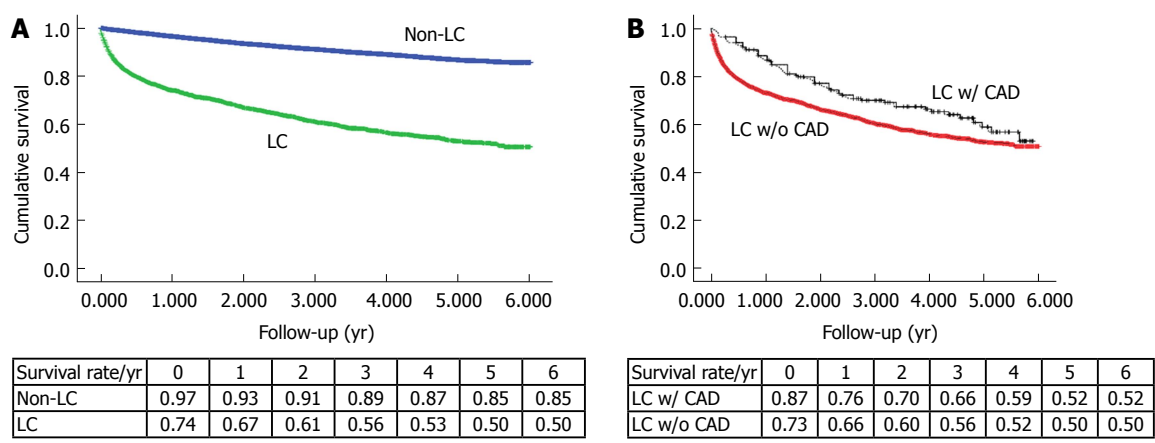 A
1.0
0.8
0.6
0.4
0.2
0.0
Cumulative survival
Non-LC
LC
0.000 1.000 2.000 3.000 4.000 5.000 6.000
Follow-up (yr)
Survival rate/yr 0 1 2 3 4 5 6
Non-LC 0.97 0.93 0.91 0.89 0.87 0.85 0.85
LC 0.74 0.67 0.61 0.56 0.53 0.50 0.50
B
1.0
0.8
0.6
0.4
0.2
0.0
Cumulative survival
LC w/ CAD
LC w/o CAD
0.000 1.000 2.000 3.000 4.000 5.000 6.000
Follow-up (yr)
Survival rate/yr 0 1 2 3 4 5 6
LC w/ CAD 0.87 0.76 0.70 0.66 0.59 0.52 0.52
LC w/o CAD 0.73 0.66 0.60 0.56 0.52 0.50 0.50